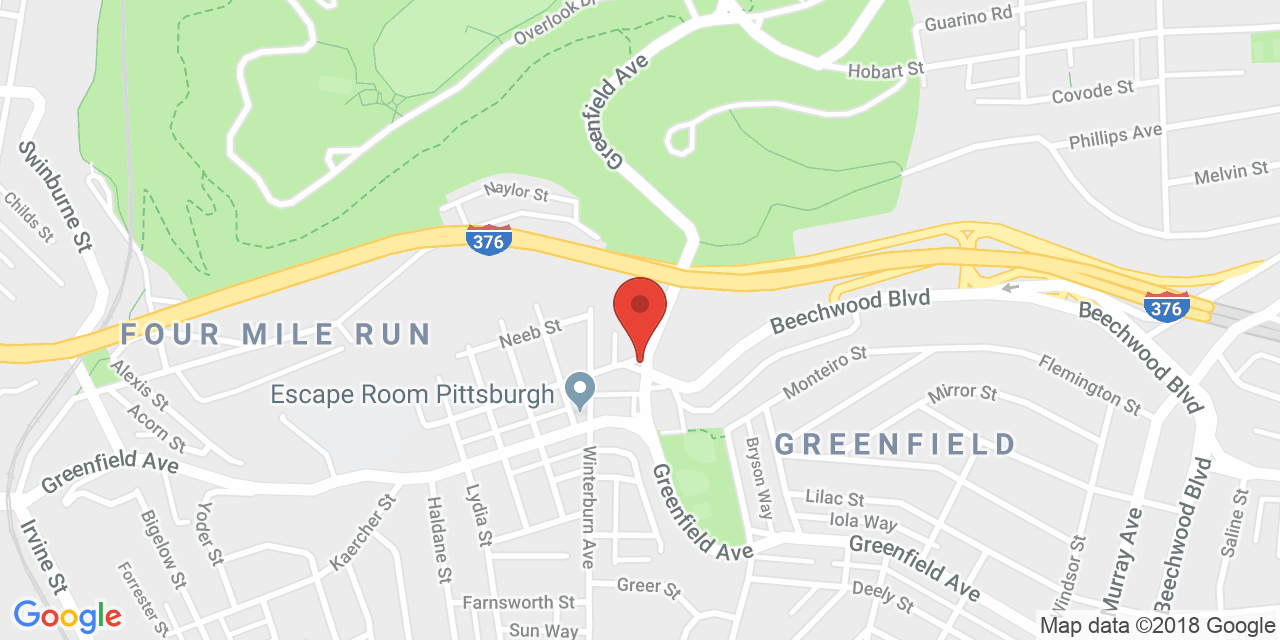 Overlook Dr
Guarino Rd
Hobart St
Covode St
Greenfield Ave
Phillips Ave
Melvin St
Swinburne St
Childs St
Naylor St
376
376
Beechwood Blvd
Beechwood Blvd
Neeb St
FOUR MILE RUN
Alexis St
Acorn St
Escape Room Pittsburgh
Monteiro St
Flemington St
Mirror St
GREENFIELD
Greenfield Ave
Bryson Way
Winterburn Ave
Greenfield Ave
Lilac St
Iola Way
Greenfield Ave
Irvine St
Yoder St
Bigelow St
Kaercher St
Haldane St
Lydia St
Forrester St
Farnsworth St
Sun Way
Greer St
Deely St
Windsor St
Murray Ave
Beechwood Blvd
Saline St
Google
Map data ©2018 Google